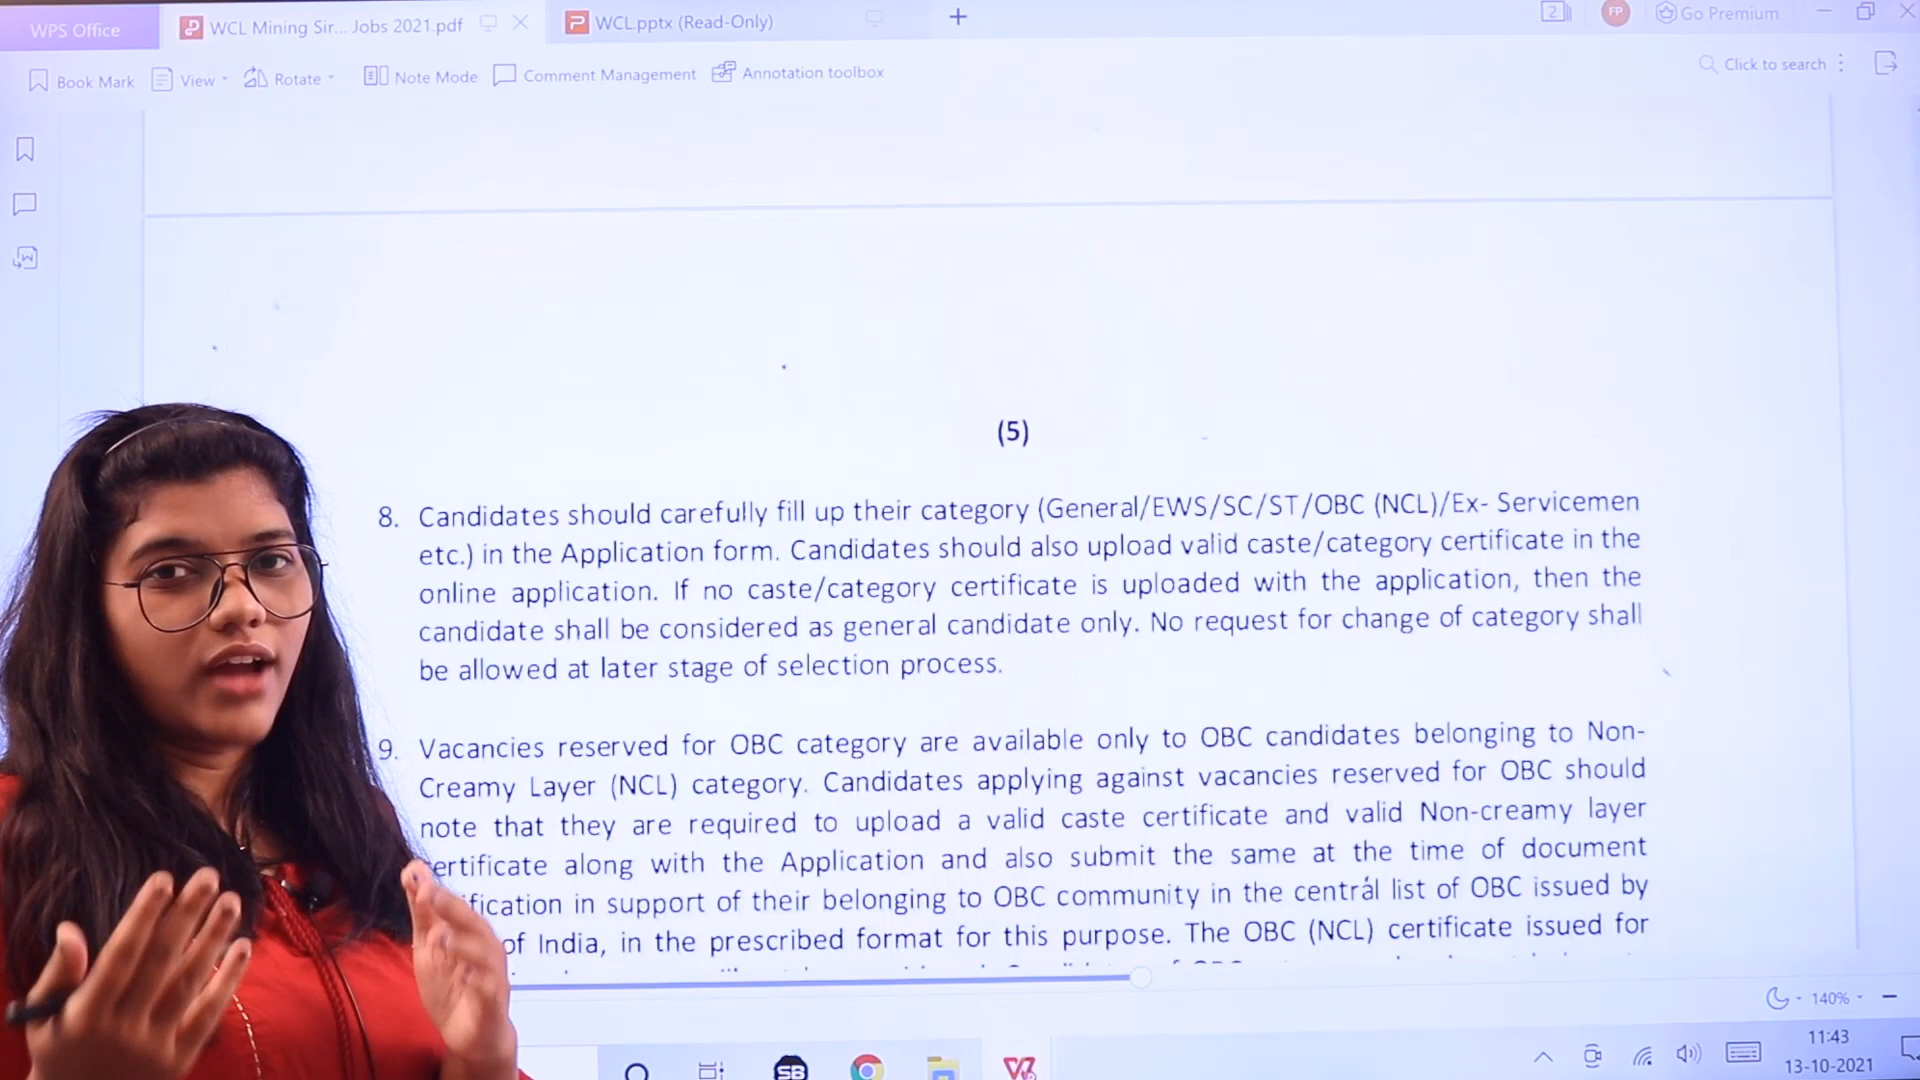 WPS Office
WCL Mining Sir... Jobs 2021.pdf
WCL.pptx (Read-Only)
2
FP
Go Premium
Book Mark
View
Rotate
Note Mode
Comment Management
Annotation toolbox
Click to search
(5)
8. Candidates should carefully fill up their category (General/EWS/SC/ST/OBC (NCL)/Ex- Servicemen
etc.) in the Application form. Candidates should also upload valid caste/category certificate in the
online application. If no caste/category certificate is uploaded with the application, then the
candidate shall be considered as general candidate only. No request for change of category shall
be allowed at later stage of selection process.
9. Vacancies reserved for OBC category are available only to OBC candidates belonging to Non-
Creamy Layer (NCL) category. Candidates applying against vacancies reserved for OBC should
note that they are required to upload a valid caste certificate and valid Non-creamy layer
ertificate along with the Application and also submit the same at the time of document
ification in support of their belonging to OBC community in the central list of OBC issued by
of India, in the prescribed format for this purpose. The OBC (NCL) certificate issued for
140%
SB
11:43
13-10-2021